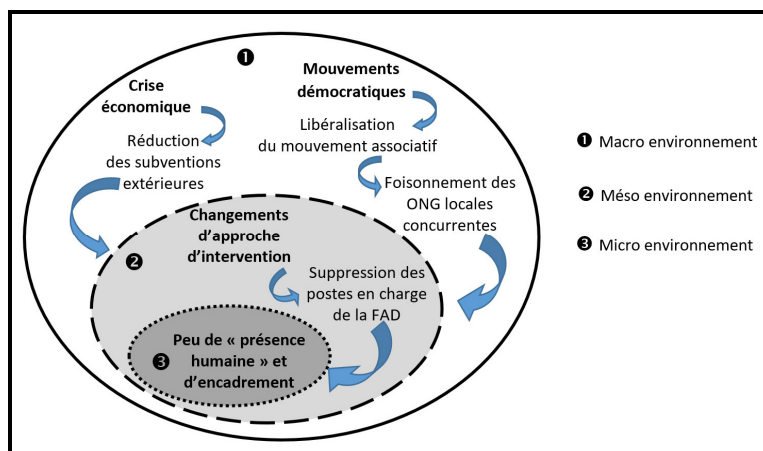 ❶
Crise
économique
Réduction
des subventions
extérieures
Mouvements
démocratiques
Libéralisation
du mouvement associatif
Foisonnement des
ONG locales
concurrentes
❷
Changements
d’approche
d’intervention
Suppression des
postes en charge
de la FAD
❸
Peu de « présence
humaine » et
d’encadrement
❶ Macro environnement
❷ Méso environnement
❸ Micro environnement